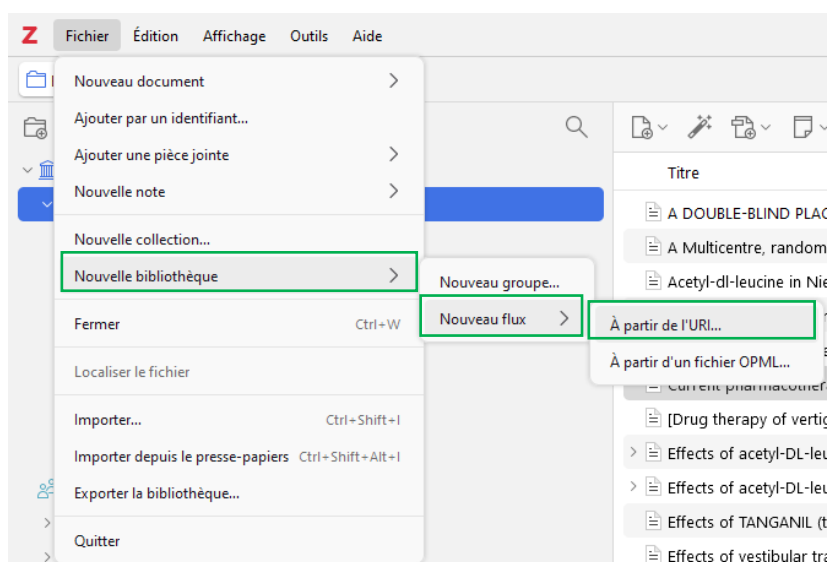 Z Fichier Édition Affichage Outils Aide
Nouveau document
Ajouter par un identifiant...
Ajouter une pièce jointe
Nouvelle note
Nouvelle collection...
Nouvelle bibliothèque
Fermer Ctrl+W
Localiser le fichier
Importer... Ctrl+Shift+I
Importer depuis le presse-papiers Ctrl+Shift+Alt+I
Exporter la bibliothèque...
Quitter
Nouveau groupe...
Nouveau flux
À partir de l'URI...
À partir d'un fichier OPML...
Titre
A DOUBLE-BLIND PLAC
A Multicentre, random
Acetyl-dl-leucine in Nie
Current pharmacother
[Drug therapy of vertig
Effects of acetyl-DL-leu
Effects of acetyl-DL-leu
Effects of TANGANIL (t
Effects of vestibular tra